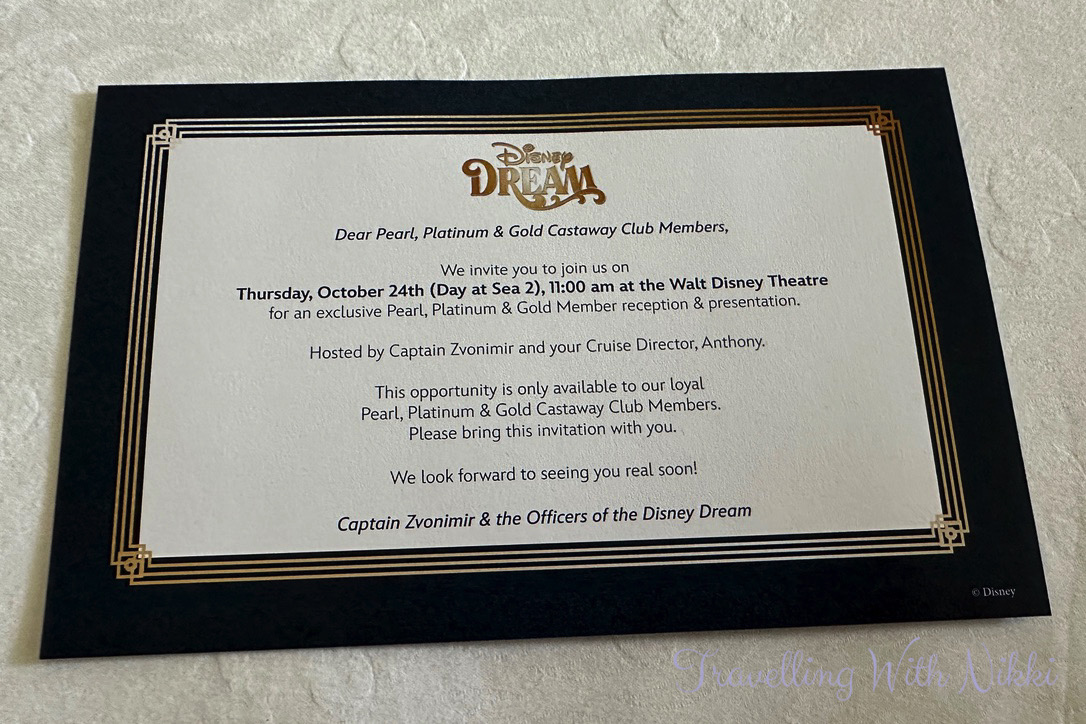 Disney
DREAM
Dear Pearl, Platinum & Gold Castaway Club Members,
We invite you to join us on
Thursday, October 24th (Day at Sea 2), 11:00 am at the Walt Disney Theatre
for an exclusive Pearl, Platinum & Gold Member reception & presentation.
Hosted by Captain Zvonimir and your Cruise Director, Anthony.
This opportunity is only available to our loyal
Pearl, Platinum & Gold Castaway Club Members.
Please bring this invitation with you.
We look forward to seeing you real soon!
Captain Zvonimir & the Officers of the Disney Dream
© Disney
Travelling With Nikki